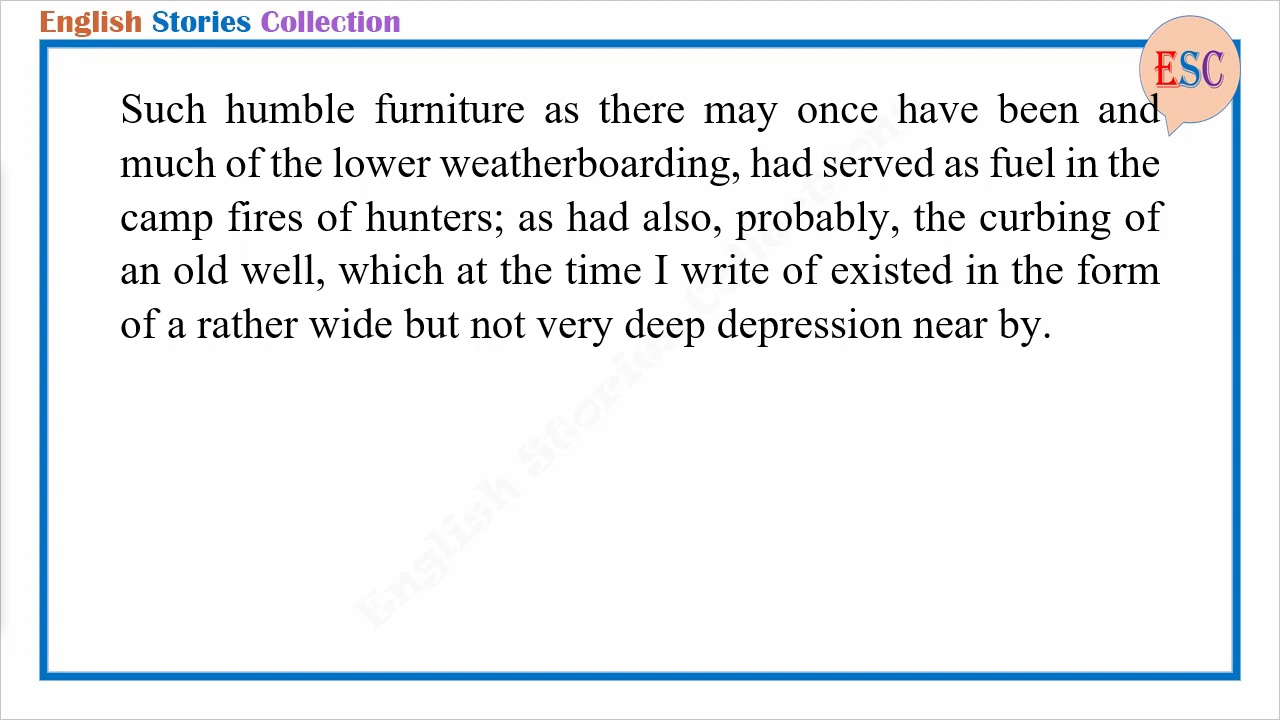 English Stories Collection
ESC
Such humble furniture as there may once have been and
much of the lower weatherboarding, had served as fuel in the
camp fires of hunters; as had also, probably, the curbing of
an old well, which at the time I write of existed in the form
of a rather wide but not very deep depression near by.
English Stories Collection